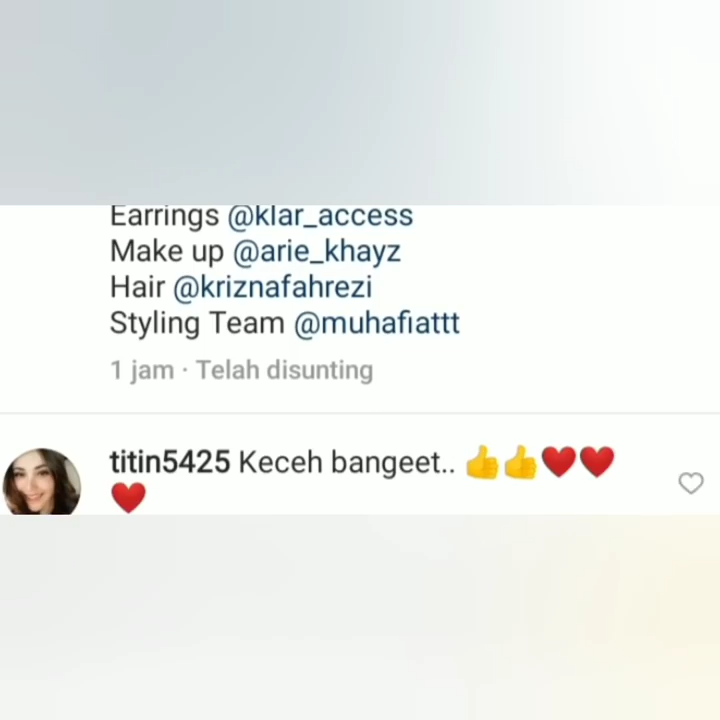 Earrings @klar_access
Make up @arie_khayz
Hair @kriznafahrezi
Styling Team @muhafiattt
1 jam · Telah disunting
titin5425 Keceh bangeet.. 👍👍❤️❤️
❤️